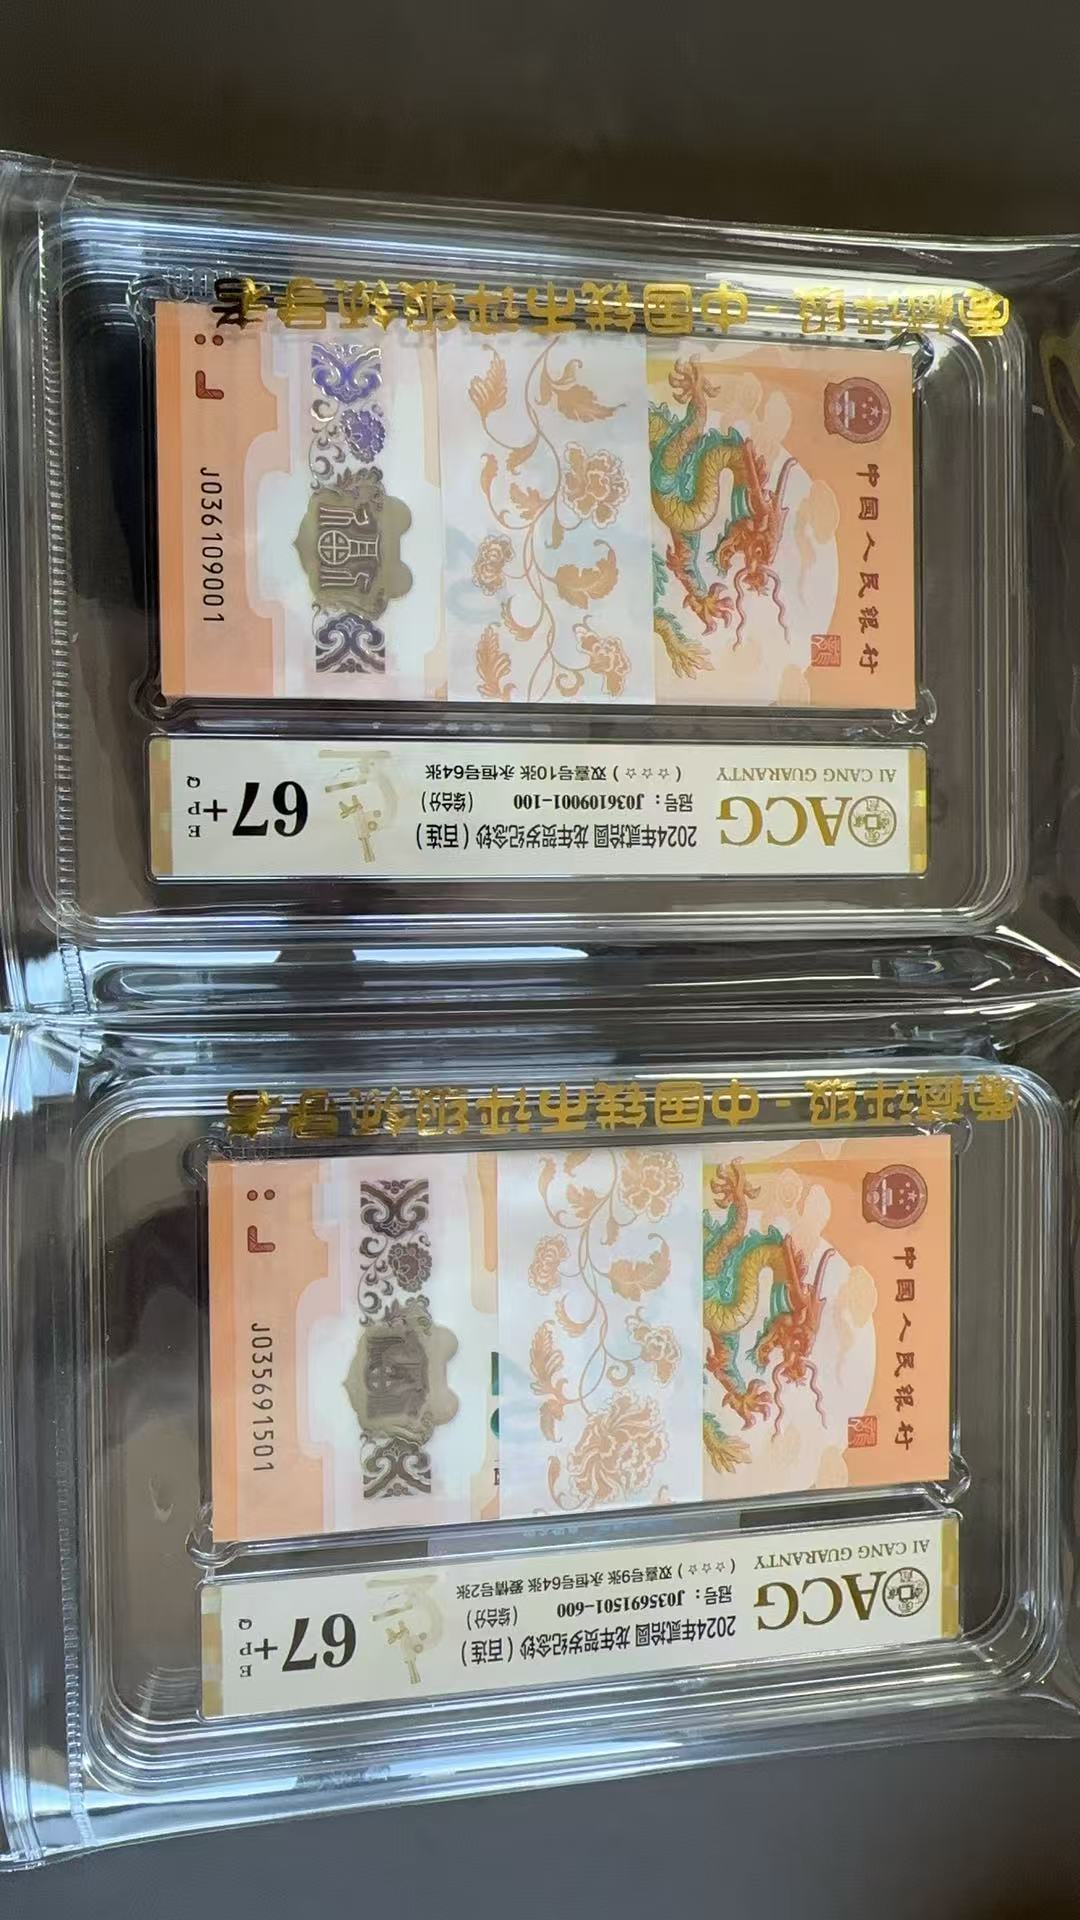 爱藏评级 - 中国钱币评级领导者
中国人民银行
J036109001
ACG
AI CANG GUARANTY
2024年贰拾圆 龙年贺岁纪念钞（百连）
冠号：J036109001-100 （综合分）
（☆☆☆）双喜号10张 永恒号64张
67+
E
P
Q
爱藏评级 - 中国钱币评级领导者
中国人民银行
J035691501
ACG
AI CANG GUARANTY
2024年贰拾圆 龙年贺岁纪念钞（百连）
冠号：J035691501-600 （综合分）
（☆☆☆）双喜号9张 永恒号64张 爱情号2张
67+
E
P
Q